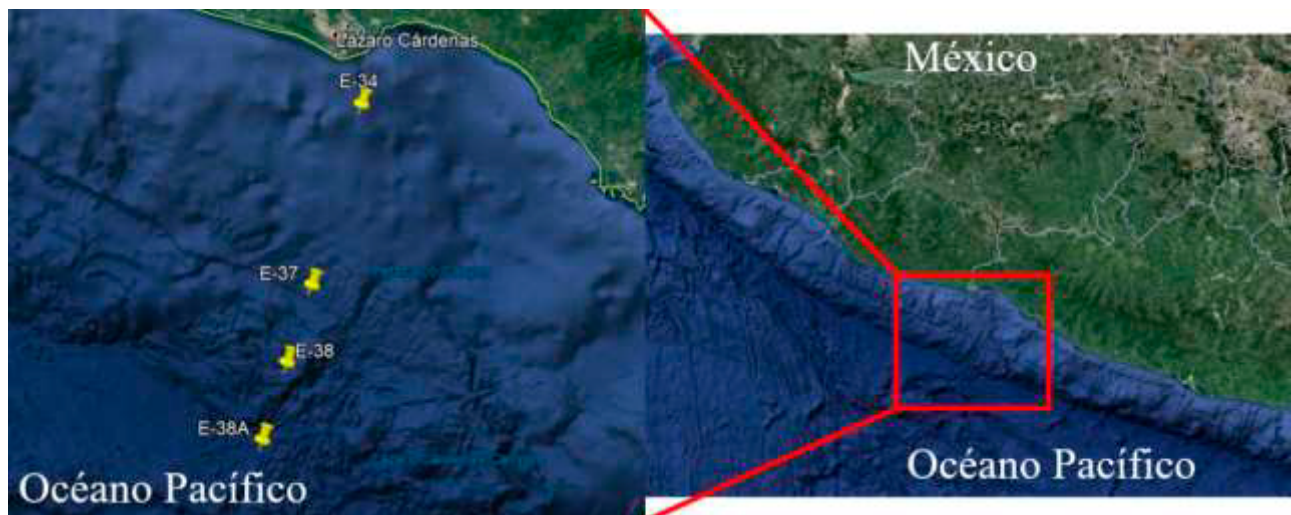 Lázaro Cárdenas
E-34
E-37
E-38
E-38A
Océano Pacífico
México
Océano Pacífico